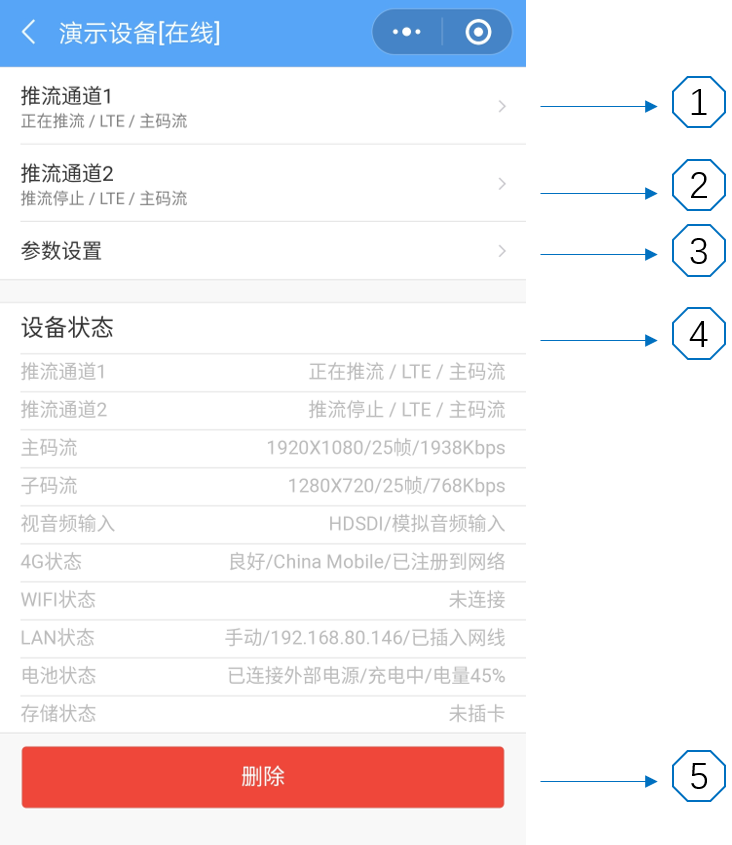 演示设备[在线]
推流通道1
正在推流 / LTE / 主码流
1
推流通道2
推流停止 / LTE / 主码流
2
参数设置
3
设备状态
4
推流通道1 正在推流 / LTE / 主码流
推流通道2 推流停止 / LTE / 主码流
主码流 1920X1080/25帧/1938Kbps
子码流 1280X720/25帧/768Kbps
视音频输入 HDSDI/模拟音频输入
4G状态 良好/China Mobile/已注册到网络
WIFI状态 未连接
LAN状态 手动/192.168.80.146/已插入网线
电池状态 已连接外部电源/充电中/电量45%
存储状态 未插卡
删除
5